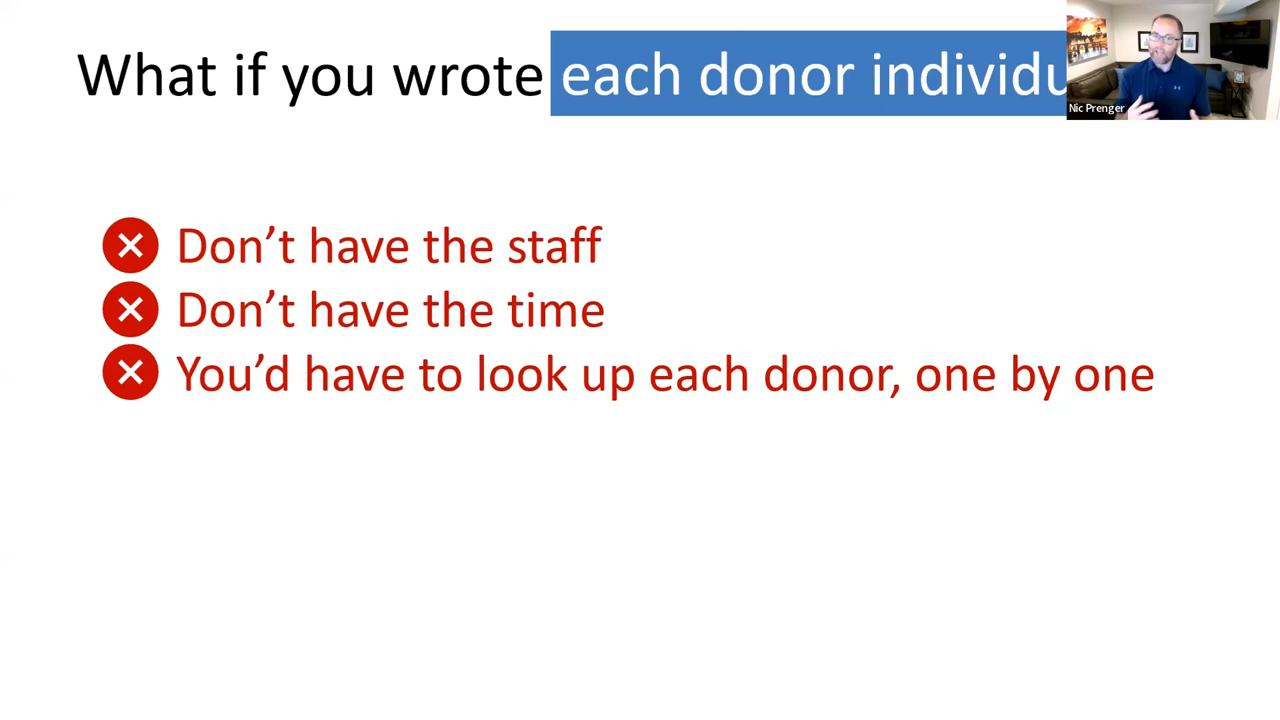 What if you wrote each donor individu
Nic Prenger
Don’t have the staff
Don’t have the time
You’d have to look up each donor, one by one